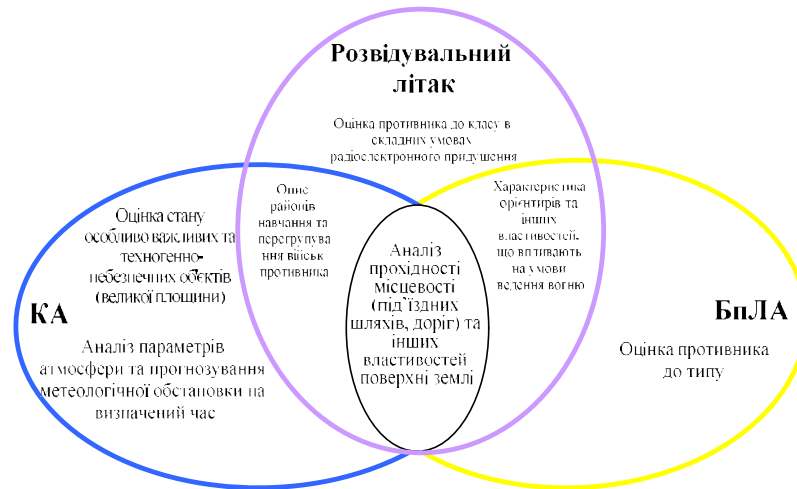 Розвідувальний
літак
Оцінка противника до класу в
складних умовах
радіоелектронного придушення
Опис
районів
навчання та
перегрупува
ння військ
противника
Характеристика
орієнтирів та
інших
властивостей,
що впливають
на умови
ведення вогню
Оцінка стану
особливо важливих та
техногенно-
небезпечних об'єктів
(великої площини)
КА
Аналіз параметрів
атмосфери та прогнозування
метеологічної обстановки на
визначений час
Аналіз
прохідності
місцевості
(під`їздних
шляхів, доріг) та
інших
властивостей
поверхні землі
БпЛА
Оцінка противника
до типу